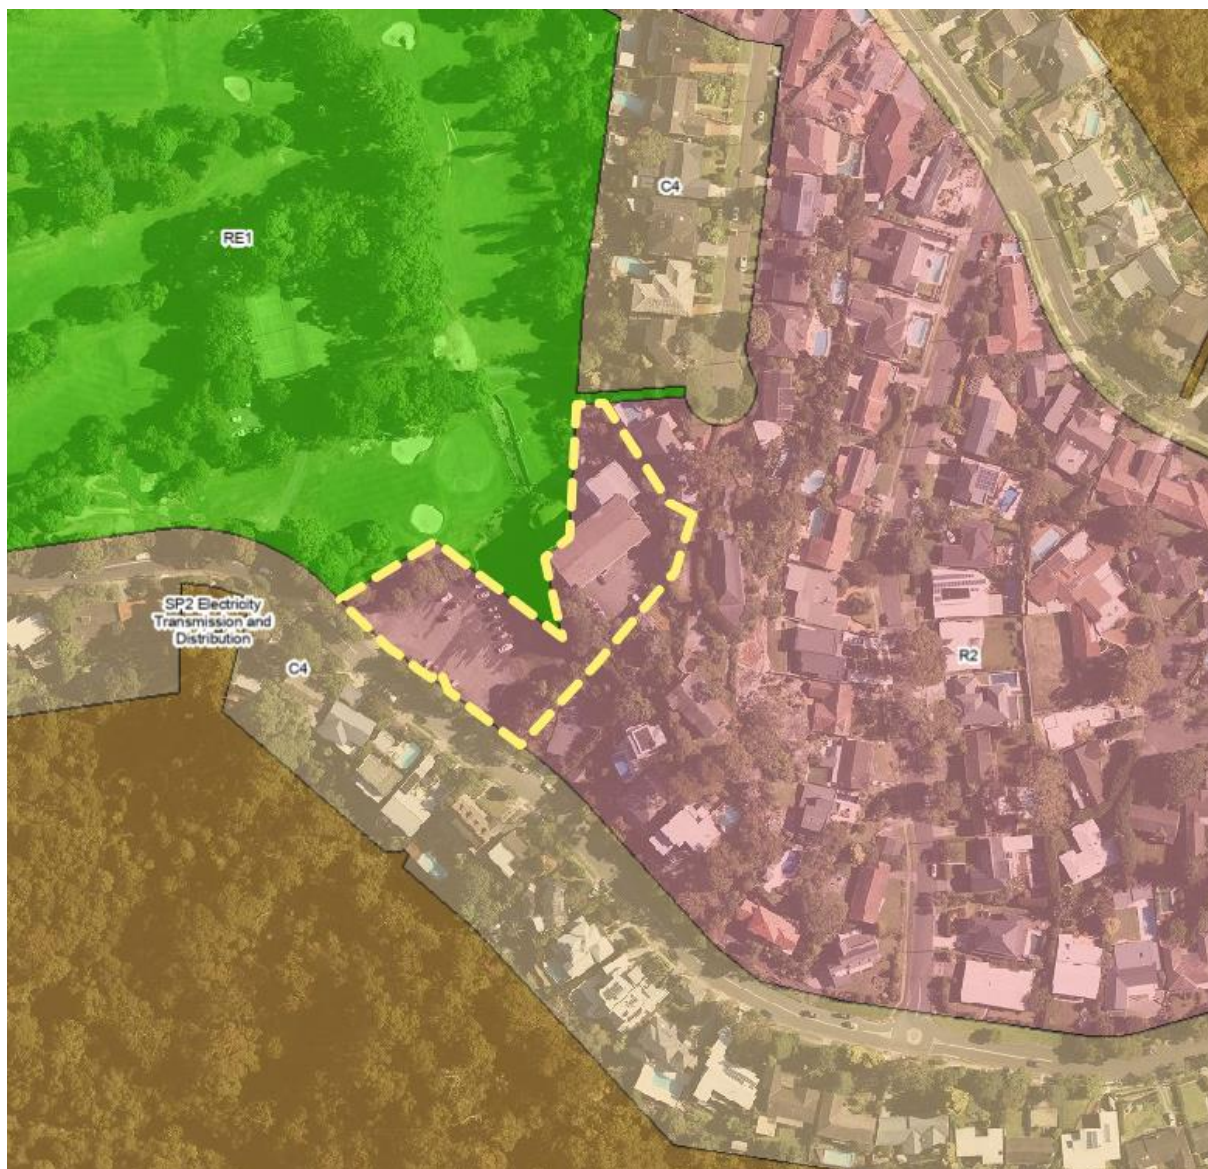 C4
RE1
SP2 Electricity
Transmission and
Distribution
C4
R2